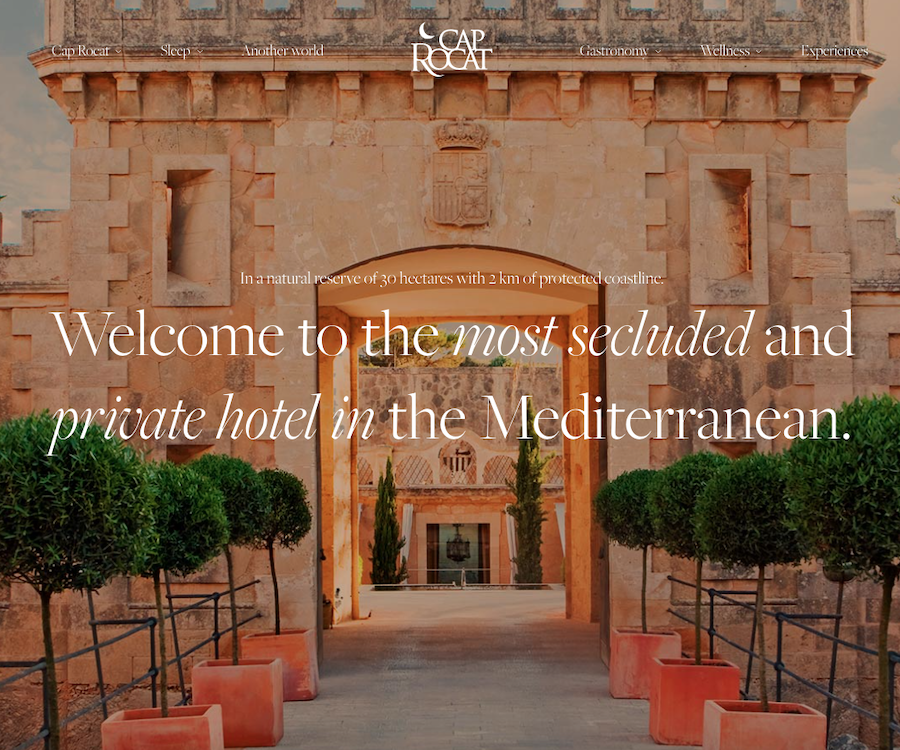 Cap Rocat
Sleep
Another world
CAP
ROCAT
Gastronomy
Wellness
Experiences
In a natural reserve of 30 hectares with 2 km of protected coastline.
Welcome to the most secluded and
private hotel in the Mediterranean.